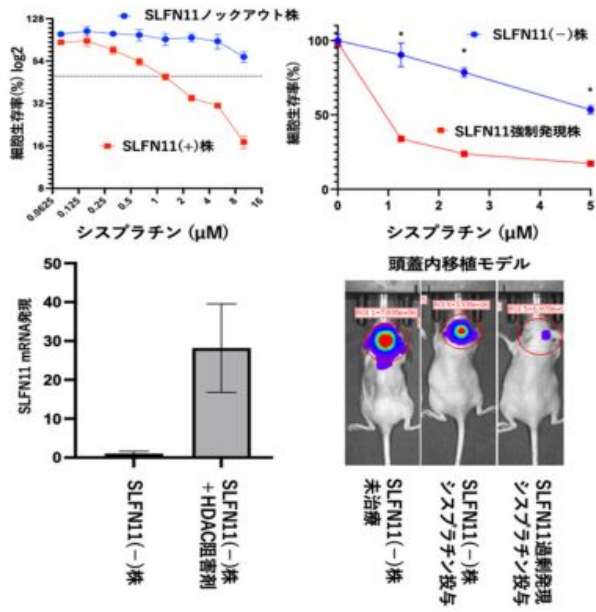 128
64
32
16
8
細胞生存率(%) log2
SLFN11ノックアウト株
SLFN11(+)株
0.0625
0.125
0.25
0.5
1
2
4
8
16
シスプラチン (μM)
100
50
0
細胞生存率(%)
SLFN11(−)株
SLFN11強制発現株
*
*
*
0
1
2
3
4
5
シスプラチン (μM)
50
40
30
20
10
0
SLFN11 mRNA発現
SLFN11(−)株
SLFN11(−)株
+HDAC阻害剤
頭蓋内移植モデル
SLFN11(−)株
未治療
SLFN11(−)株
シスプラチン投与
SLFN11過剰発現
シスプラチン投与